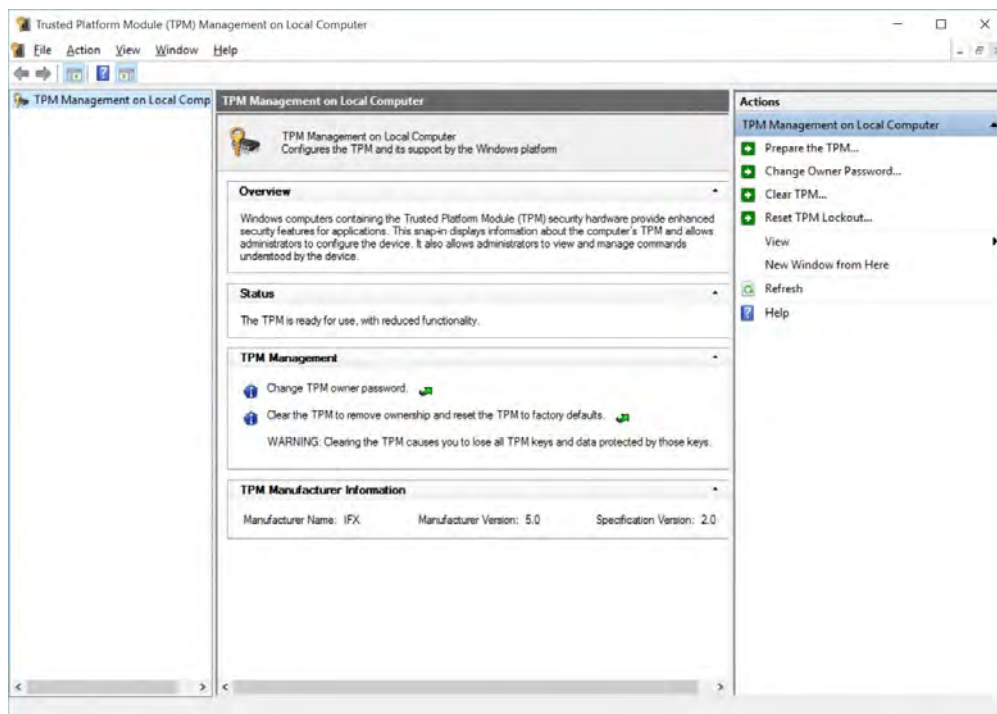 Trusted Platform Module (TPM) Management on Local Computer
File Action View Window Help
TPM Management on Local Comp
TPM Management on Local Computer
TPM Management on Local Computer
Configures the TPM and its support by the Windows platform
Overview
Windows computers containing the Trusted Platform Module (TPM) security hardware provide enhanced
security features for applications. This snap-in displays information about the computer's TPM and allows
administrators to configure the device. It also allows administrators to view and manage commands
understood by the device.
Status
The TPM is ready for use, with reduced functionality.
TPM Management
Change TPM owner password.
Clear the TPM to remove ownership and reset the TPM to factory defaults.
WARNING: Clearing the TPM causes you to lose all TPM keys and data protected by those keys.
TPM Manufacturer Information
Manufacturer Name: IFX Manufacturer Version: 5.0 Specification Version: 2.0
Actions
TPM Management on Local Computer
Prepare the TPM...
Change Owner Password...
Clear TPM...
Reset TPM Lockout...
View
New Window from Here
Refresh
Help